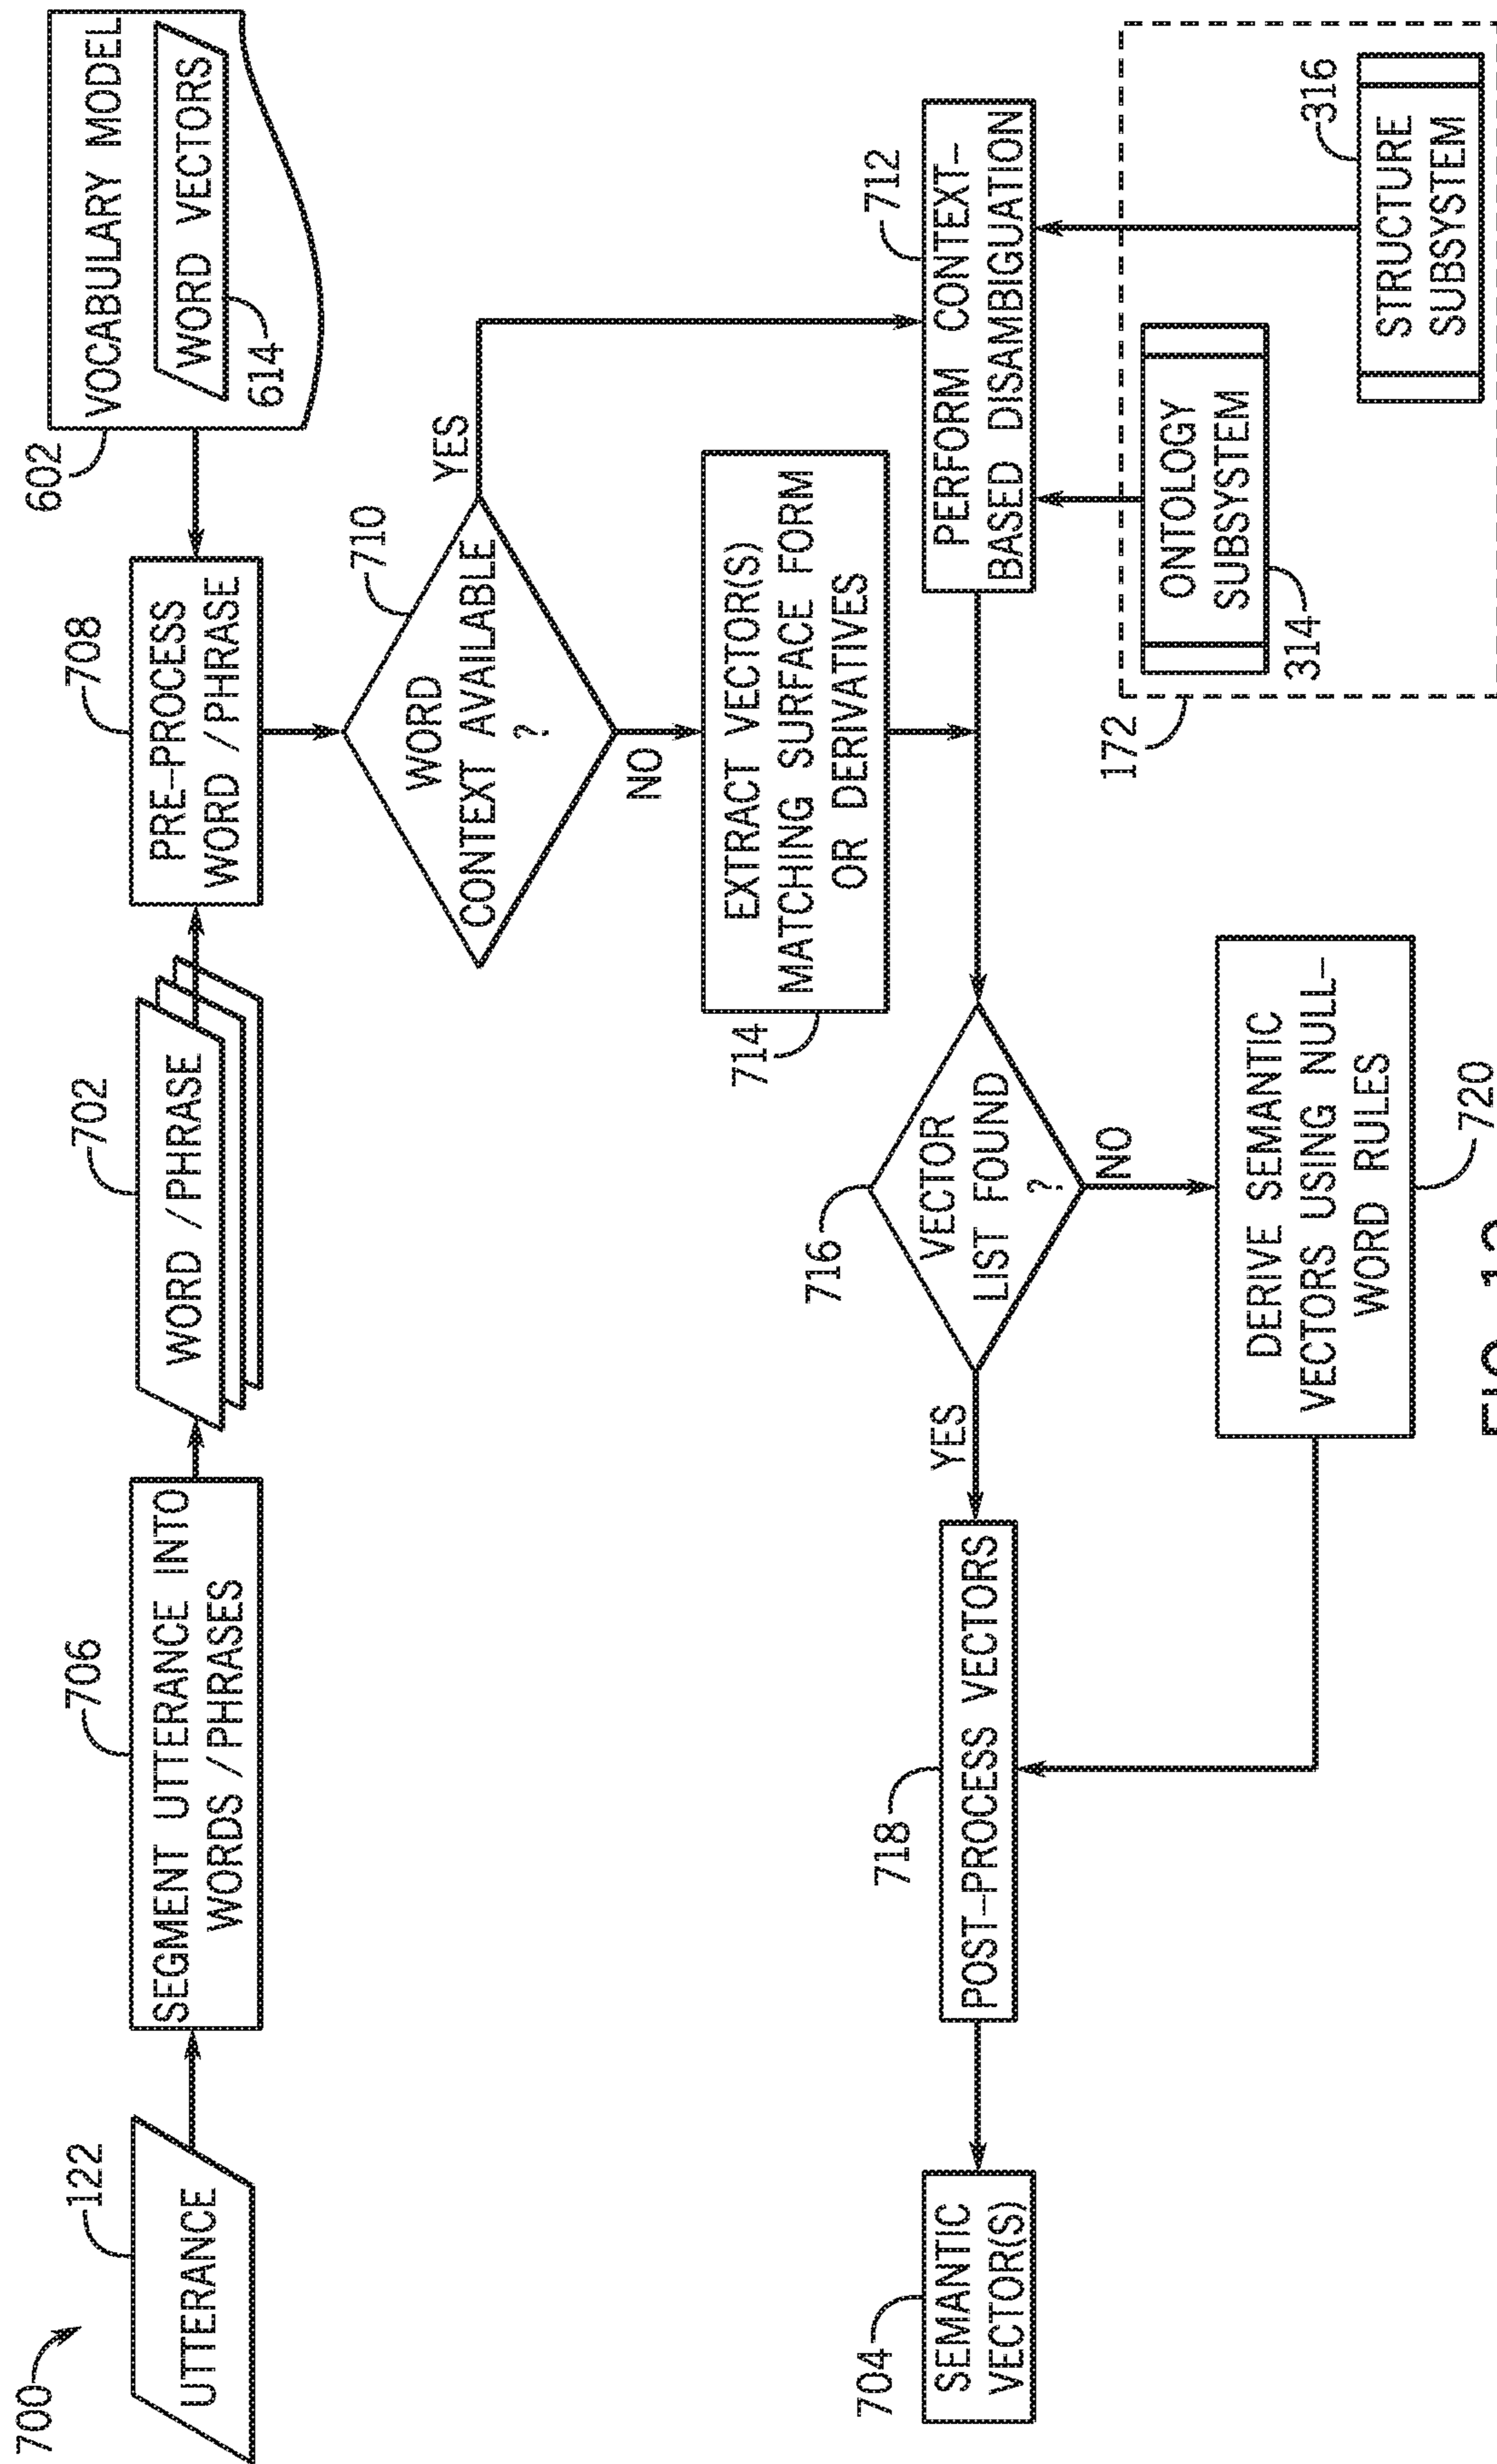 700
122
UTTERANCE
706
SEGMENT UTTERANCE INTO
WORDS / PHRASES
702
WORD / PHRASE
708
PRE–PROCESS
WORD / PHRASE
602
VOCABULARY MODEL
WORD VECTORS
614
710
WORD
CONTEXT AVAILABLE
?
YES
NO
714
EXTRACT VECTOR(S)
MATCHING SURFACE FORM
OR DERIVATIVES
712
PERFORM CONTEXT–
BASED DISAMBIGUATION
172
ONTOLOGY
SUBSYSTEM
314
316
STRUCTURE
SUBSYSTEM
716
VECTOR
LIST FOUND
?
YES
NO
DERIVE SEMANTIC
VECTORS USING NULL–
WORD RULES
720
718
POST–PROCESS VECTORS
704
SEMANTIC
VECTOR(S)